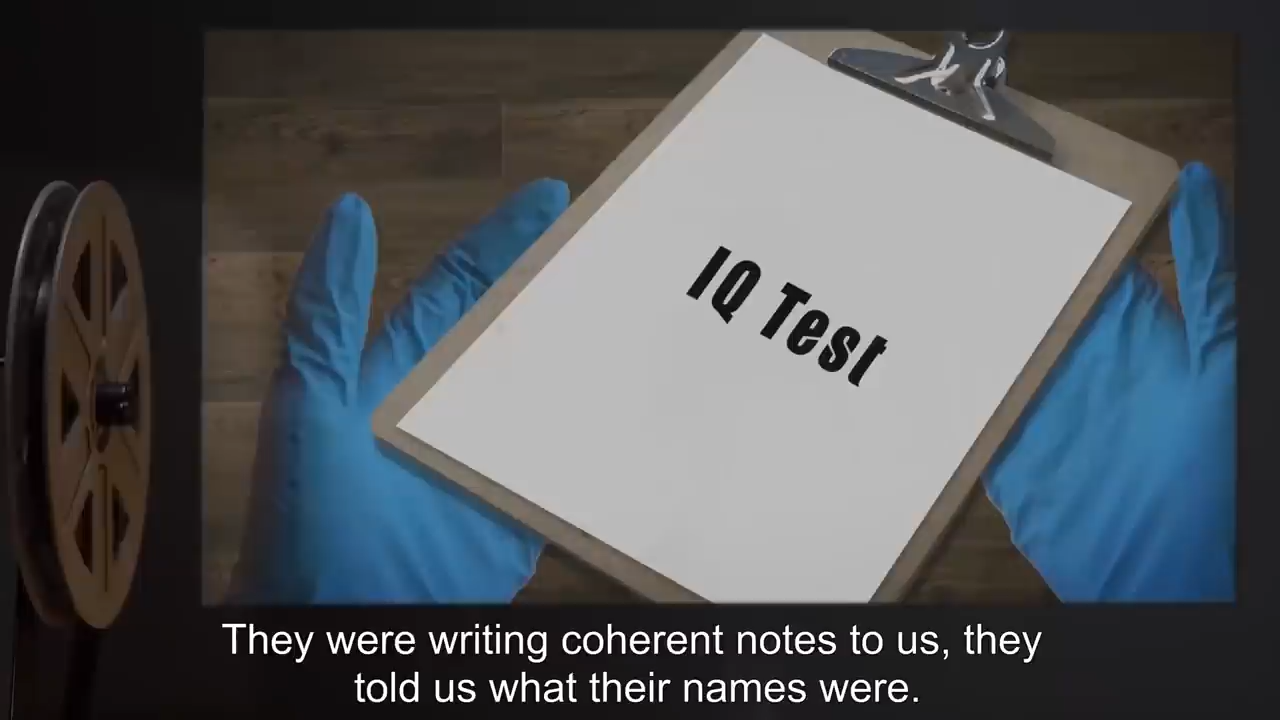 IQ Test
They were writing coherent notes to us, they
told us what their names were.